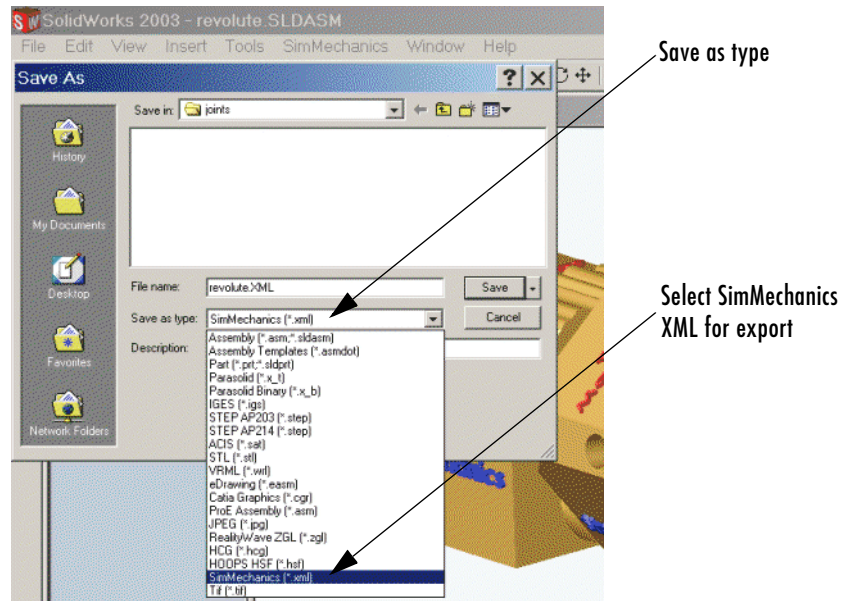 SolidWorks 2003 - revolute.SLDASM
File Edit View Insert Tools SimMechanics Window Help
Save as type
Save As
Save in: joints
History
My Documents
Desktop
Favorites
Network Folders
File name: revolute.XML Save
Save as type: SimMechanics (*.xml) Cancel
Description:
Assembly (*.asm;*.sldasm)
Assembly Templates (*.asmdot)
Part (*.prt;*.sldprt)
Parasolid (*.x_t)
Parasolid Binary (*.x_b)
IGES (*.igs)
STEP AP203 (*.step)
STEP AP214 (*.step)
ACIS (*.sat)
STL (*.stl)
VRML (*.wrl)
eDrawing (*.easm)
Catia Graphics (*.cgr)
ProE Assembly (*.asm)
JPEG (*.jpg)
RealityWave ZGL (*.zgl)
HCG (*.hcg)
HOOPS HSF (*.hsf)
SimMechanics (*.xml)
Tif (*.tif)
Select SimMechanics
XML for export